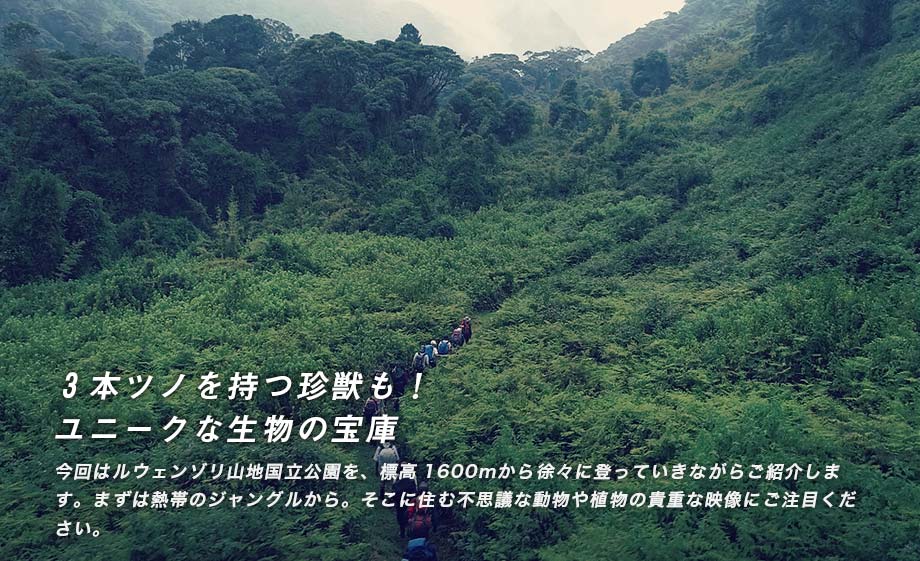 ３本ツノを持つ珍獣も！
ユニークな生物の宝庫
今回はルウェンゾリ山地国立公園を、標高 1600mから徐々に登っていきながらご紹介しま
す。まずは熱帯のジャングルから。そこに住む不思議な動物や植物の貴重な映像にご注目くだ
さい。